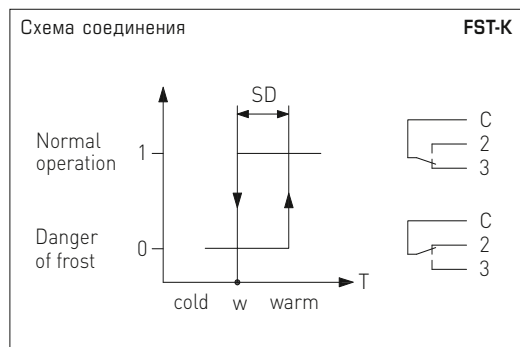 Схема соединения
FST-K
SD
Normal
operation
1
C
2
3
Danger
of frost
0
C
2
3
T
cold w warm